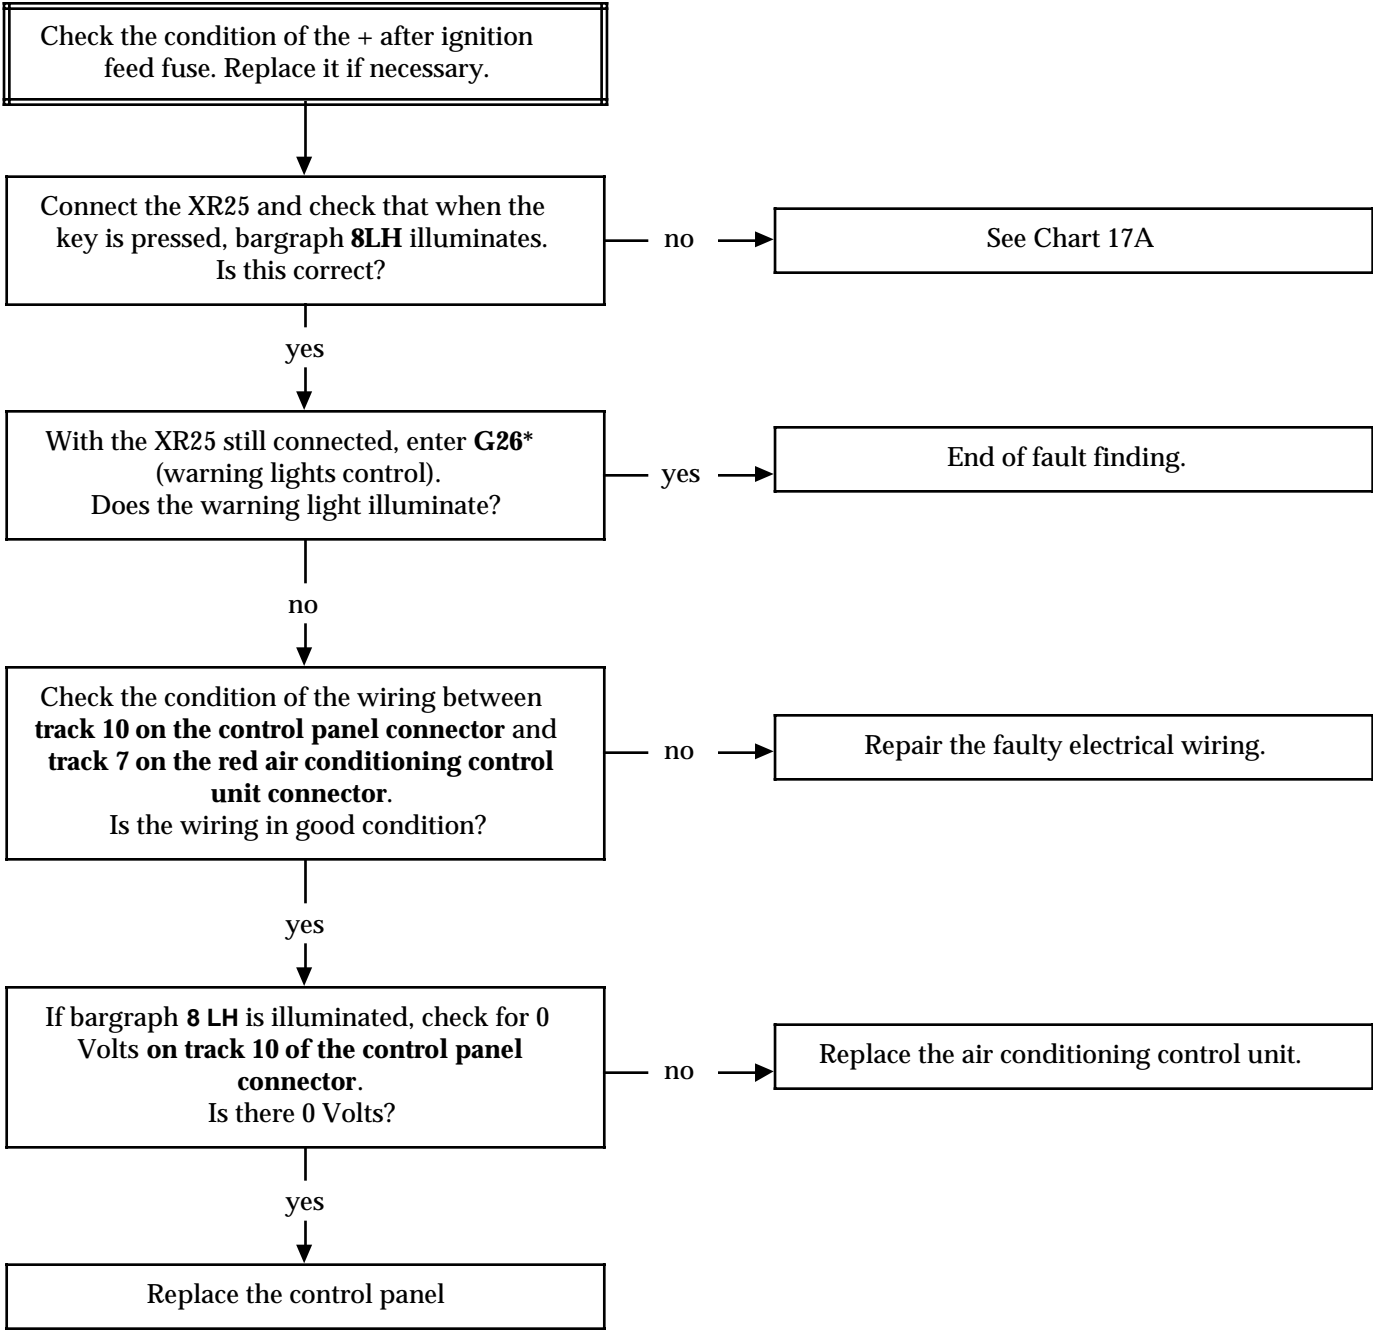 Check the condition of the + after ignition
feed fuse. Replace it if necessary.
Connect the XR25 and check that when the
key is pressed, bargraph 8LH illuminates.
Is this correct?
no
See Chart 17A
yes
With the XR25 still connected, enter G26*
(warning lights control).
Does the warning light illuminate?
yes
End of fault finding.
no
Check the condition of the wiring between
track 10 on the control panel connector and
track 7 on the red air conditioning control
unit connector.
Is the wiring in good condition?
no
Repair the faulty electrical wiring.
yes
If bargraph 8 LH is illuminated, check for 0
Volts on track 10 of the control panel
connector.
Is there 0 Volts?
no
Replace the air conditioning control unit.
yes
Replace the control panel